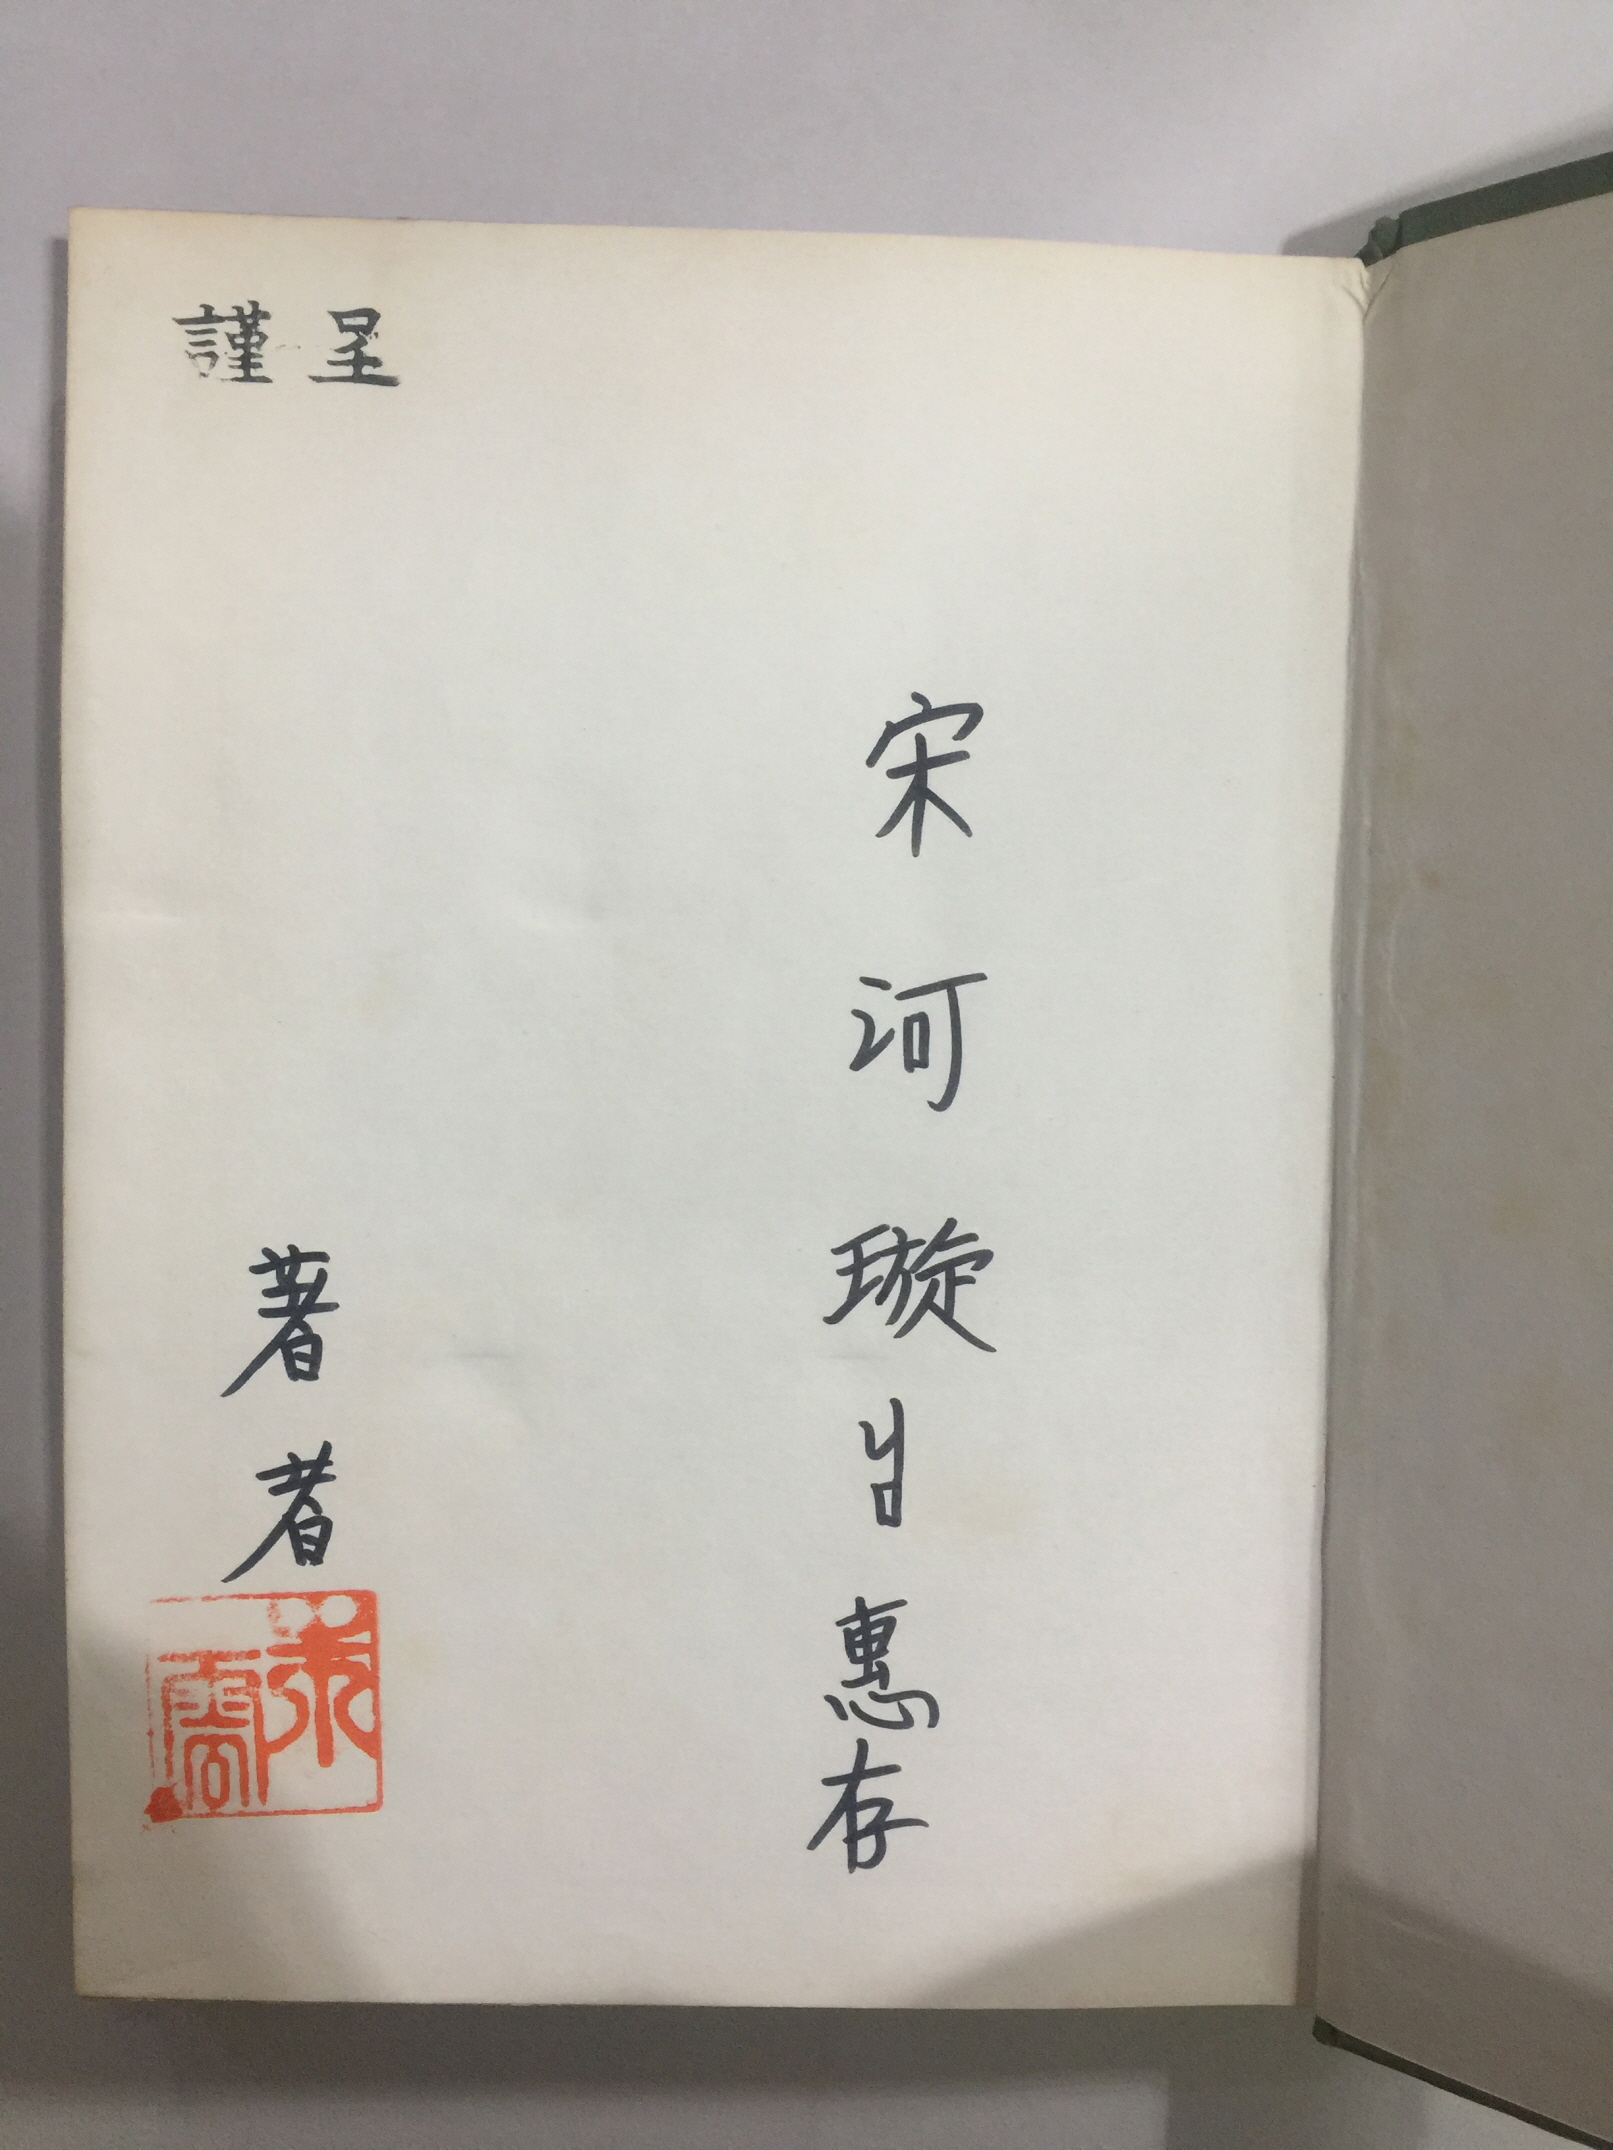 謹呈
宋河璇님 惠存
著者